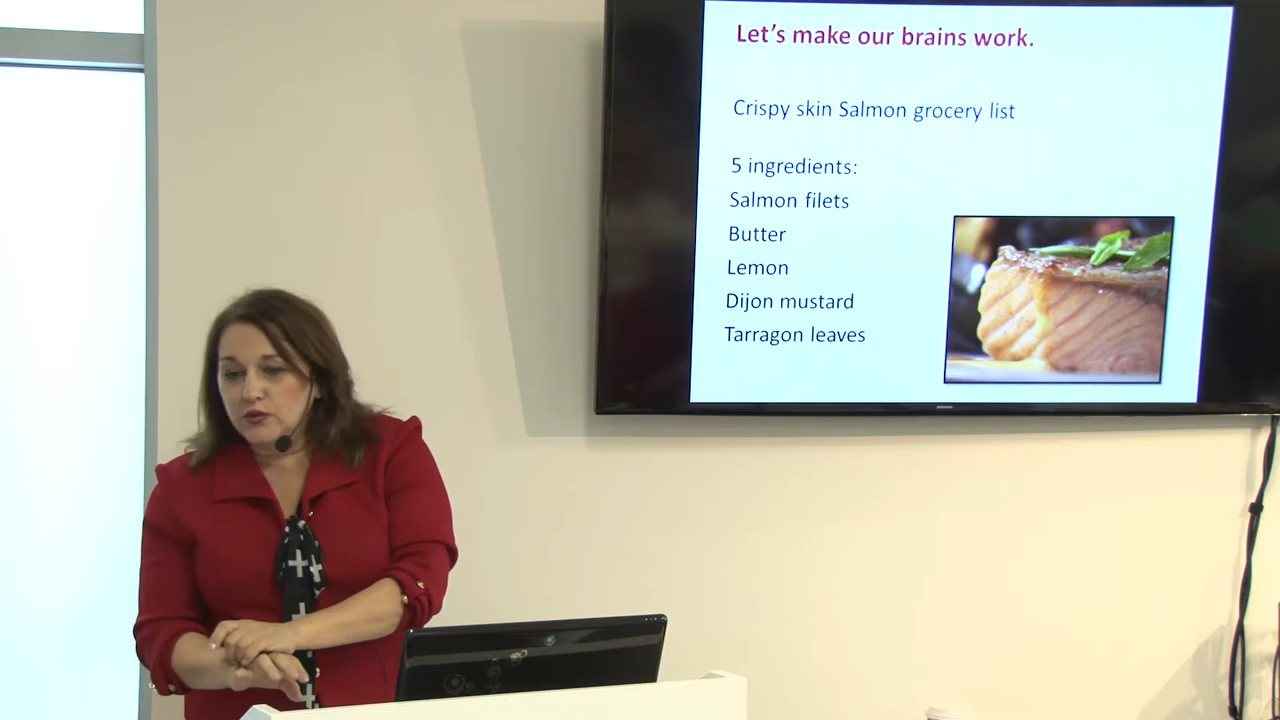 Let's make our brains work.
Crispy skin Salmon grocery list
5 ingredients:
Salmon filets
Butter
Lemon
Dijon mustard
Tarragon leaves